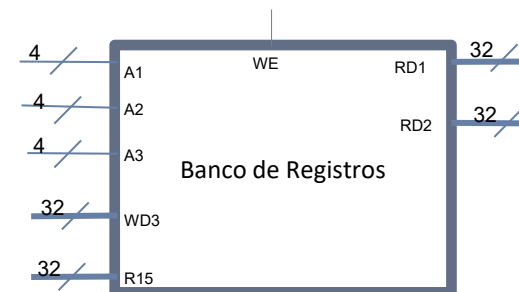 4 A1 WE RD1 32
4 A2 RD2 32
4 A3
Banco de Registros
32 WD3
32 R15